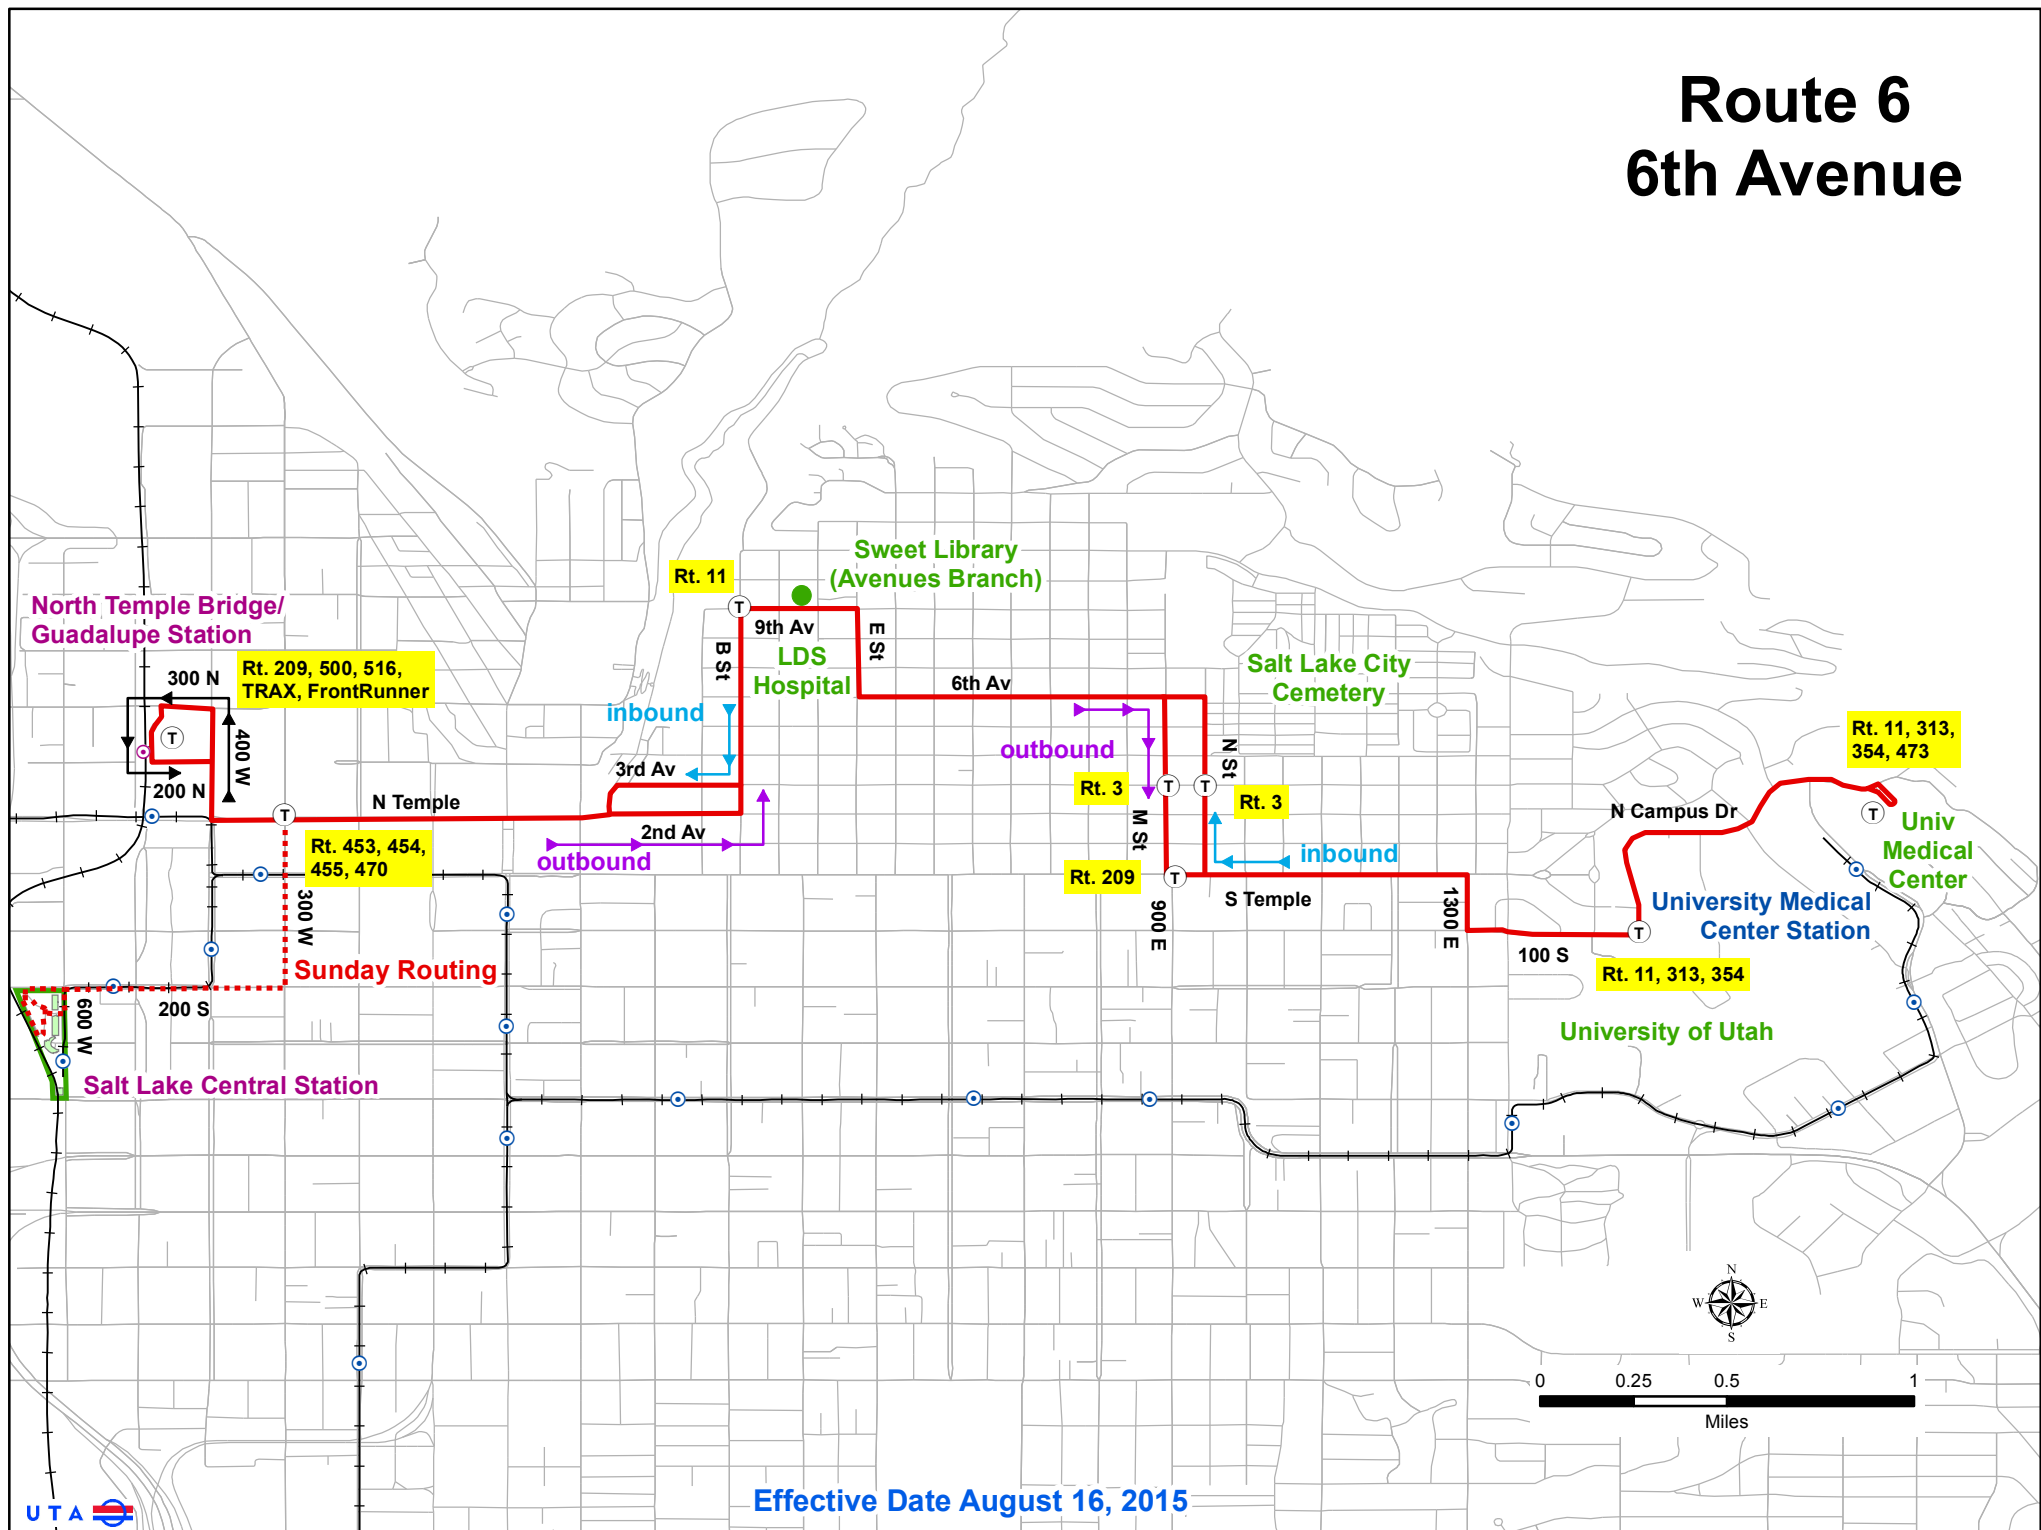 Route 6
6th Avenue
Sweet Library
(Avenues Branch)
Rt. 11
T
9th Av
LDS
Hospital
B St
E St
North Temple Bridge/
Guadalupe Station
Rt. 209, 500, 516,
TRAX, FrontRunner
300 N
T
400 W
200 N
inbound
3rd Av
N Temple
T
2nd Av
outbound
Rt. 453, 454,
455, 470
300 W
Sunday Routing
200 S
600 W
Salt Lake Central Station
6th Av
Salt Lake City
Cemetery
outbound
N St
Rt. 3
T
T
Rt. 3
M St
inbound
Rt. 209
T
S Temple
900 E
1300 E
100 S
T
Rt. 11, 313, 354
N Campus Dr
Rt. 11, 313,
354, 473
T
Univ
Medical
Center
University Medical
Center Station
University of Utah
N
W
E
S
0
0.25
0.5
1
Miles
UTA
Effective Date August 16, 2015